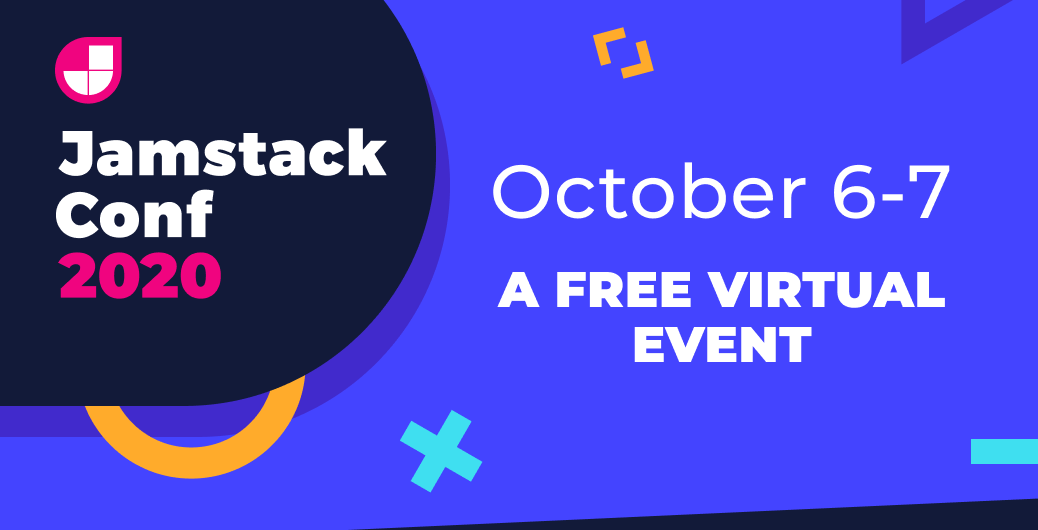 Jamstack
Conf
2020
October 6-7
A FREE VIRTUAL
EVENT